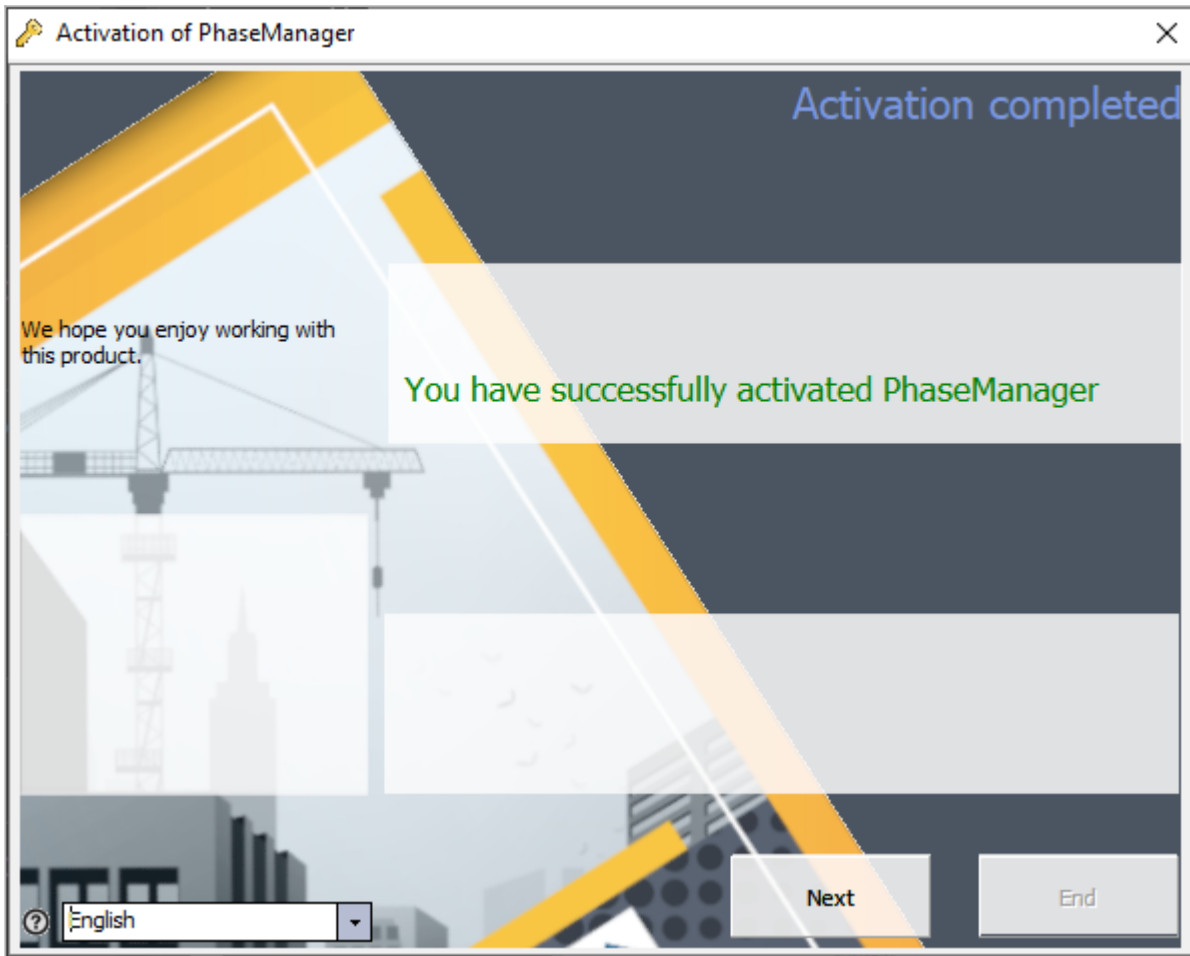 Activation of PhaseManager
Activation completed
We hope you enjoy working with
this product.
You have successfully activated PhaseManager
Next
End
English